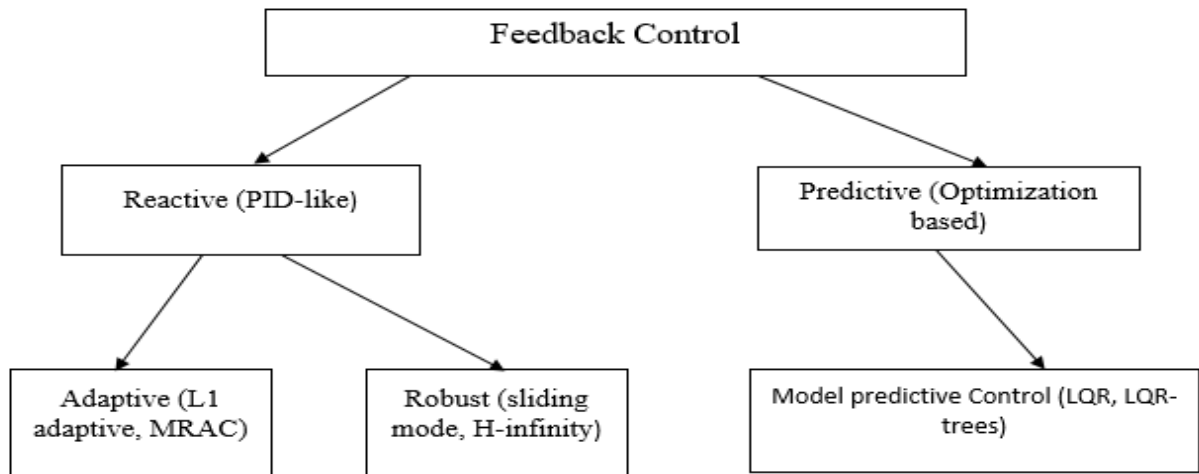 Feedback Control
Reactive (PID-like)
Predictive (Optimization
based)
Adaptive (L1
adaptive, MRAC)
Robust (sliding
mode, H-infinity)
Model predictive Control (LQR, LQR-
trees)